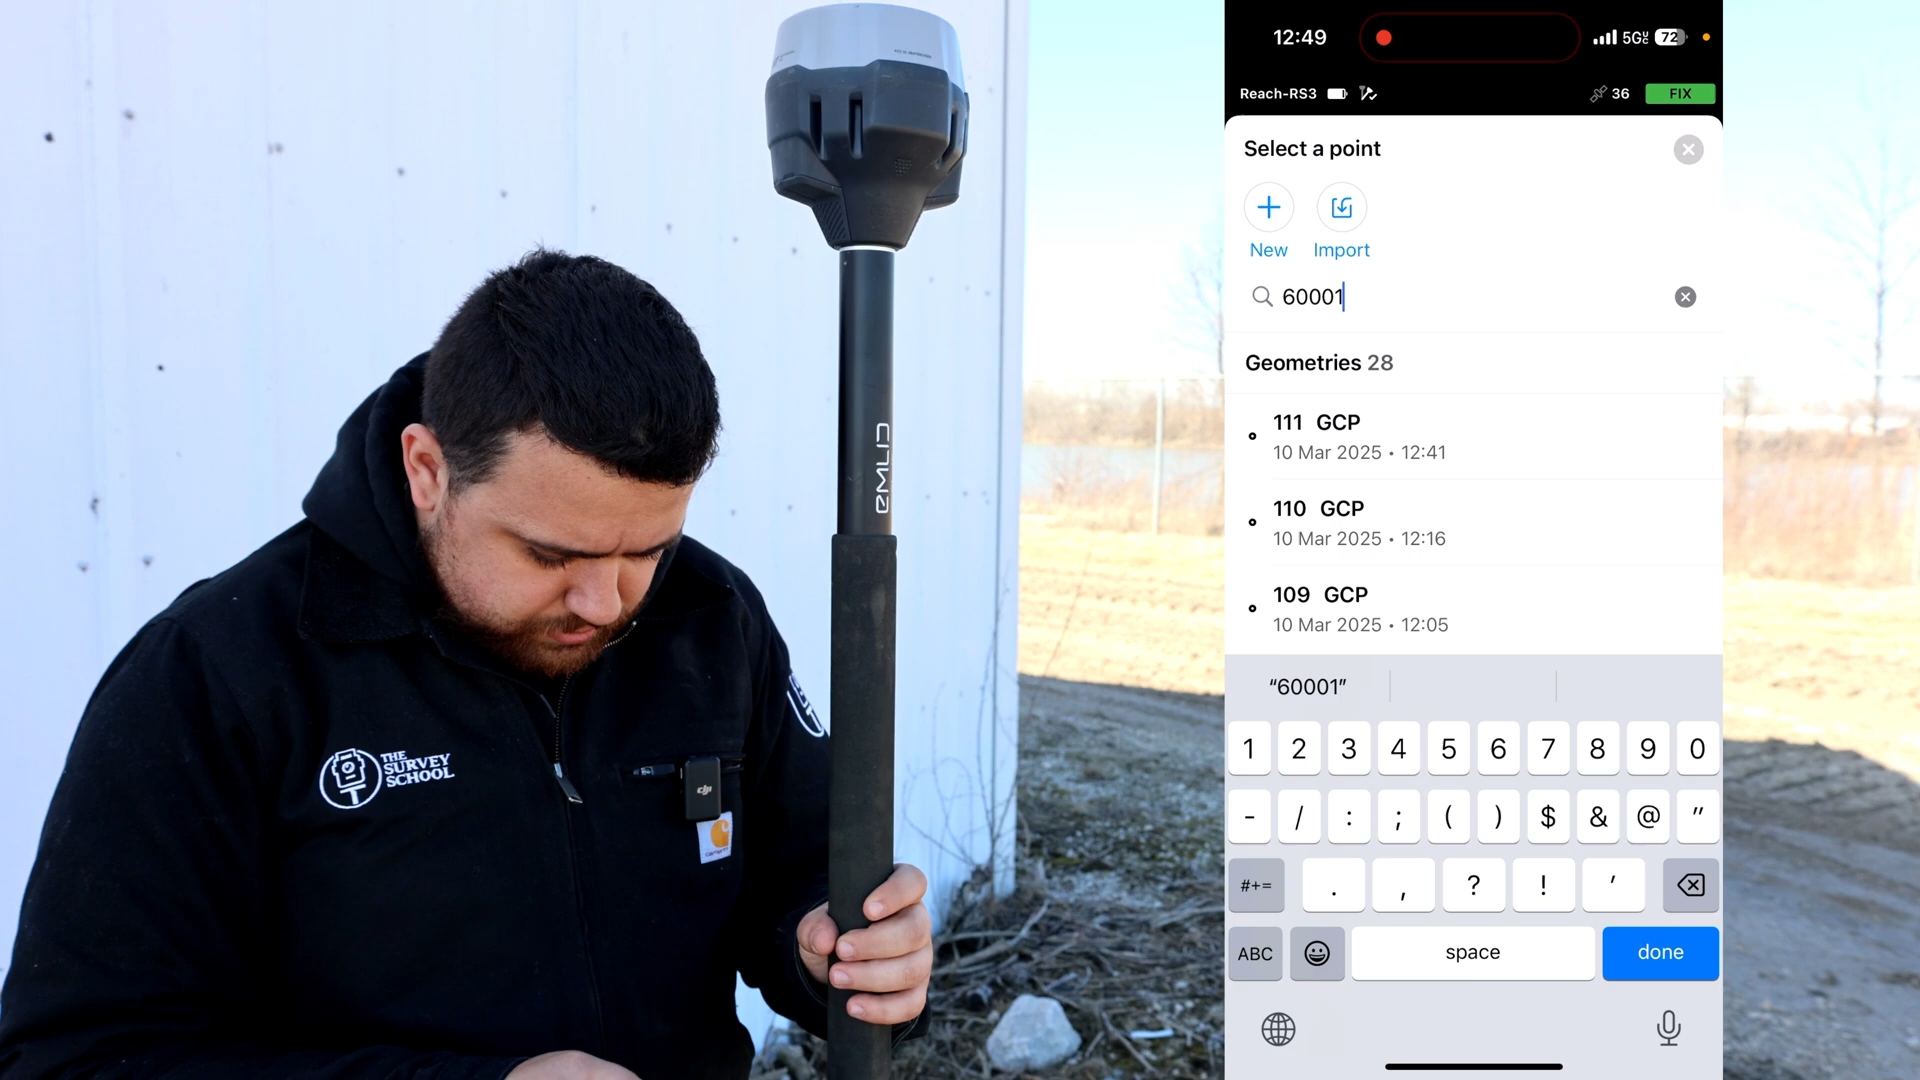 EMLID
THE
SURVEY
SCHOOL
dji
carhartt
12:49
5G
72
Reach-RS3
36
FIX
Select a point
New
Import
60001
Geometries 28
111 GCP
10 Mar 2025 • 12:41
110 GCP
10 Mar 2025 • 12:16
109 GCP
10 Mar 2025 • 12:05
“60001”
1 2 3 4 5 6 7 8 9 0
- / : ; ( ) $ & @ "
#+= . , ? ! '
ABC space done